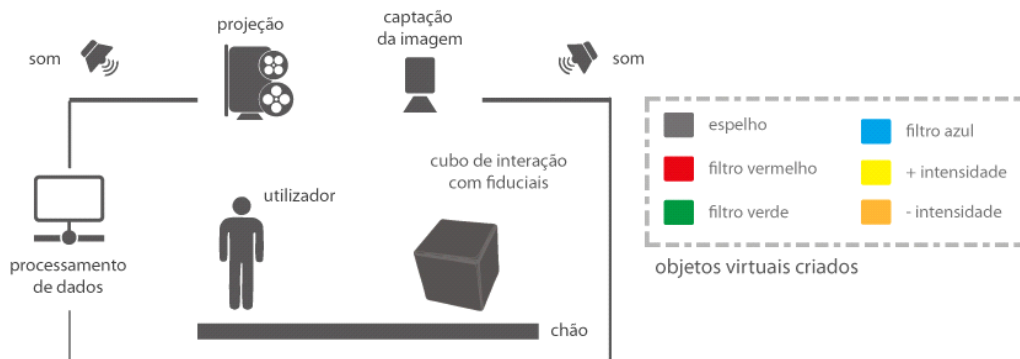 projeção
captação
da imagem
som
som
cubo de interação
com fiduciais
utilizador
processamento
de dados
chão
espelho
filtro azul
filtro vermelho
+ intensidade
filtro verde
- intensidade
objetos virtuais criados